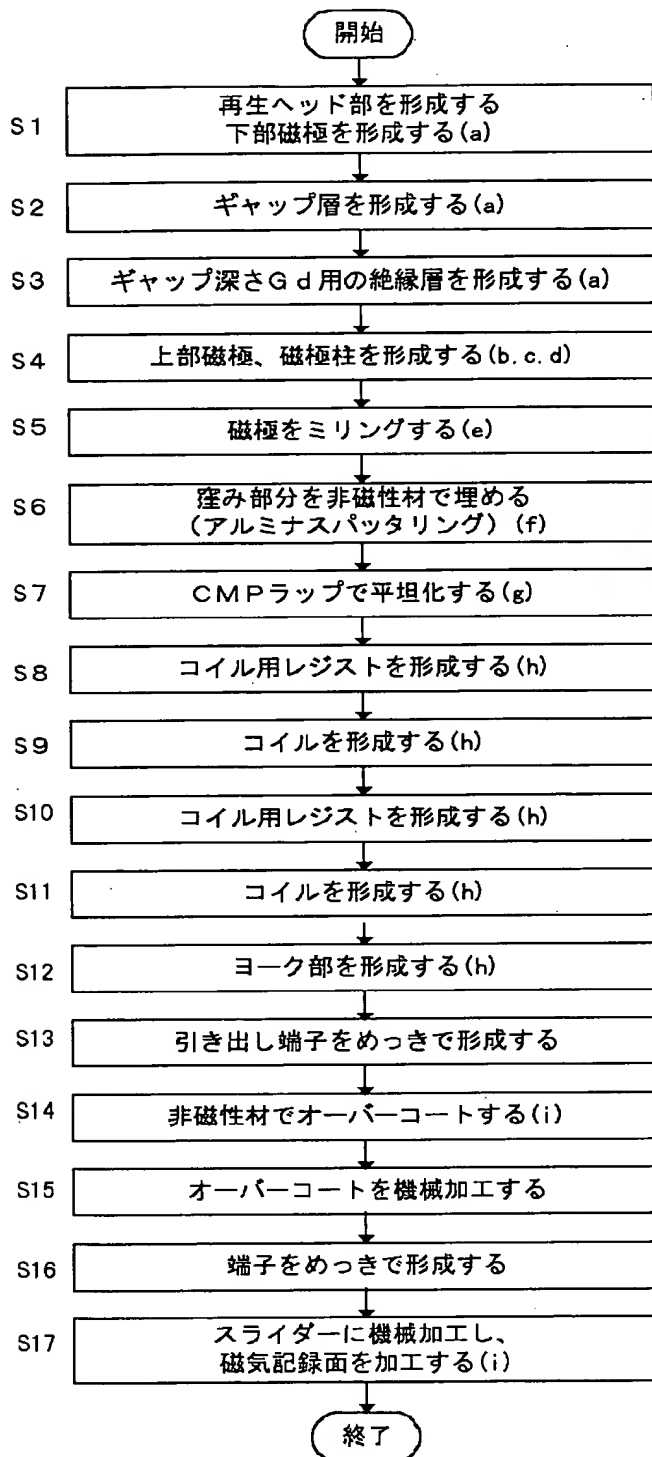 開始
S1
再生ヘッド部を形成する
下部磁極を形成する(a)
S2
ギャップ層を形成する(a)
S3
ギャップ深さGd用の絶縁層を形成する(a)
S4
上部磁極、磁極柱を形成する(b.c.d)
S5
磁極をミリングする(e)
S6
窪み部分を非磁性材で埋める
(アルミナスパッタリング)(f)
S7
CMPラップで平坦化する(g)
S8
コイル用レジストを形成する(h)
S9
コイルを形成する(h)
S10
コイル用レジストを形成する(h)
S11
コイルを形成する(h)
S12
ヨーク部を形成する(h)
S13
引き出し端子をめっきで形成する
S14
非磁性材でオーバーコートする(i)
S15
オーバーコートを機械加工する
S16
端子をめっきで形成する
S17
スライダーに機械加工し、
磁気記録面を加工する(i)
終了